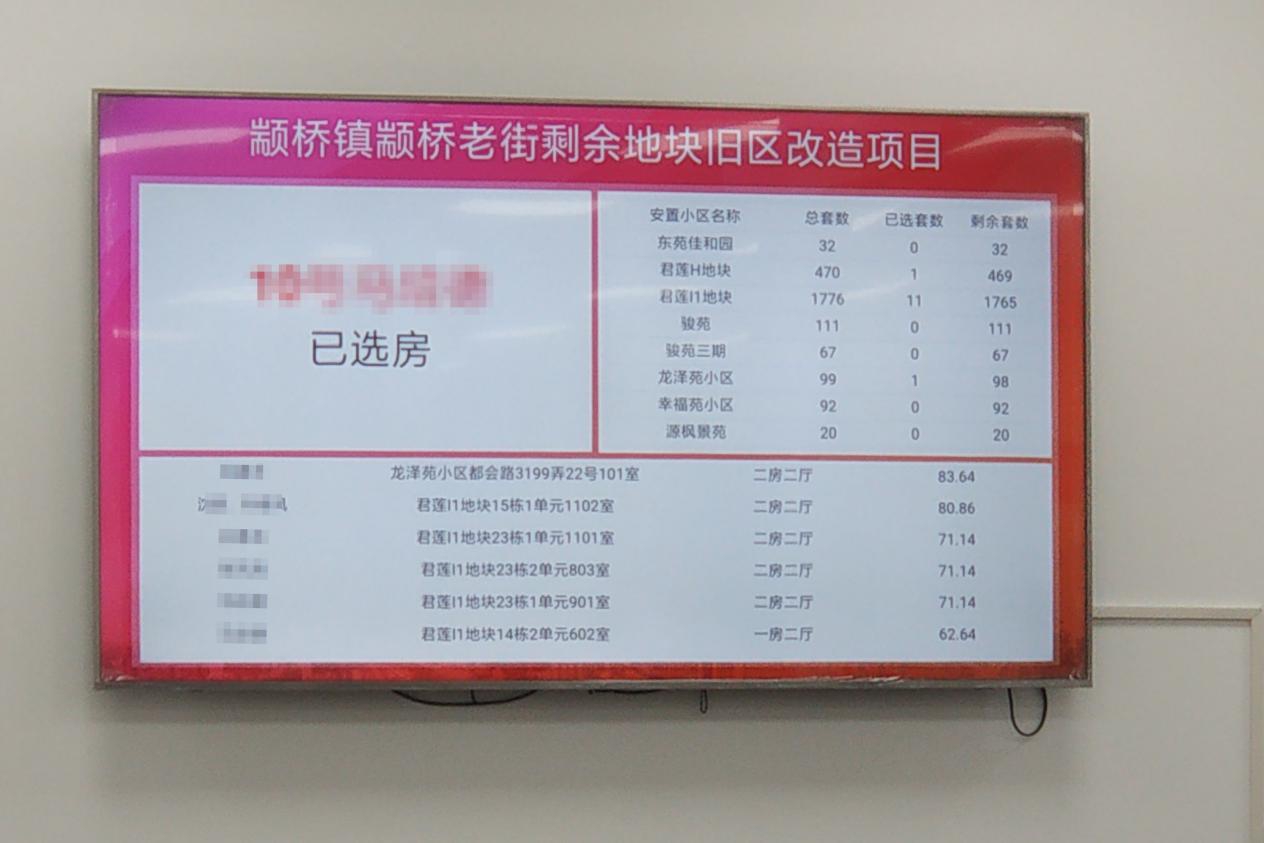 颛桥镇颛桥老街剩余地块旧区改造项目
已选房
安置小区名称 总套数 已选套数 剩余套数
东苑佳和园 32 0 32
君莲H地块 470 1 469
君莲I1地块 1776 11 1765
骏苑 111 0 111
骏苑三期 67 0 67
龙泽苑小区 99 1 98
幸福苑小区 92 0 92
源枫景苑 20 0 20
龙泽苑小区都会路3199弄22号101室 二房二厅 83.64
君莲I1地块15栋1单元1102室 二房二厅 80.86
君莲I1地块23栋1单元1101室 二房二厅 71.14
君莲I1地块23栋2单元803室 二房二厅 71.14
君莲I1地块23栋1单元901室 二房二厅 71.14
君莲I1地块14栋2单元602室 一房二厅 62.64